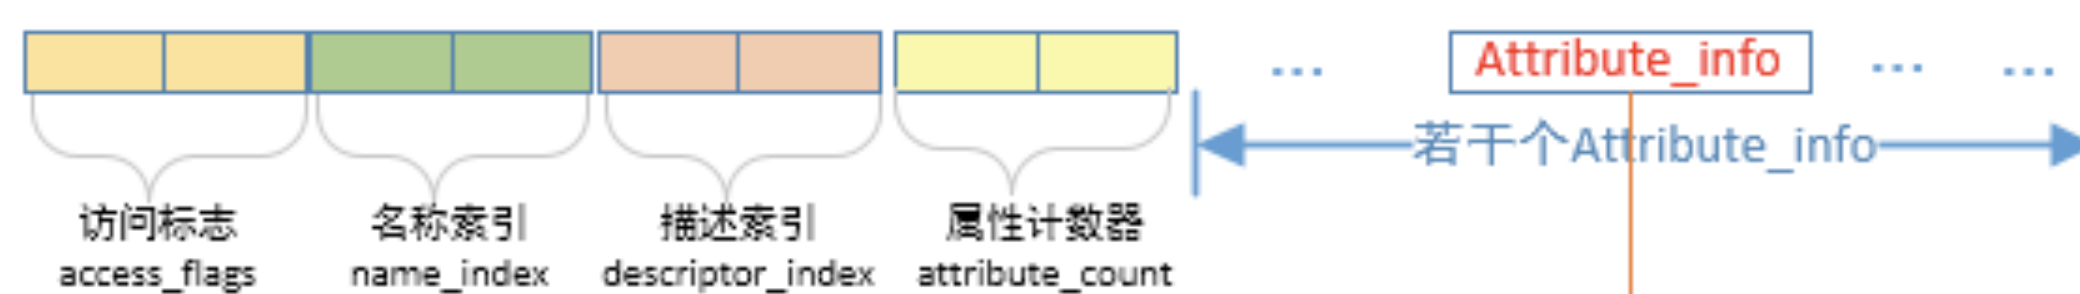 ... Attribute_info ... ...
若干个Attribute_info
访问标志 名称索引 描述索引 属性计数器
access_flags name_index descriptor_index attribute_count